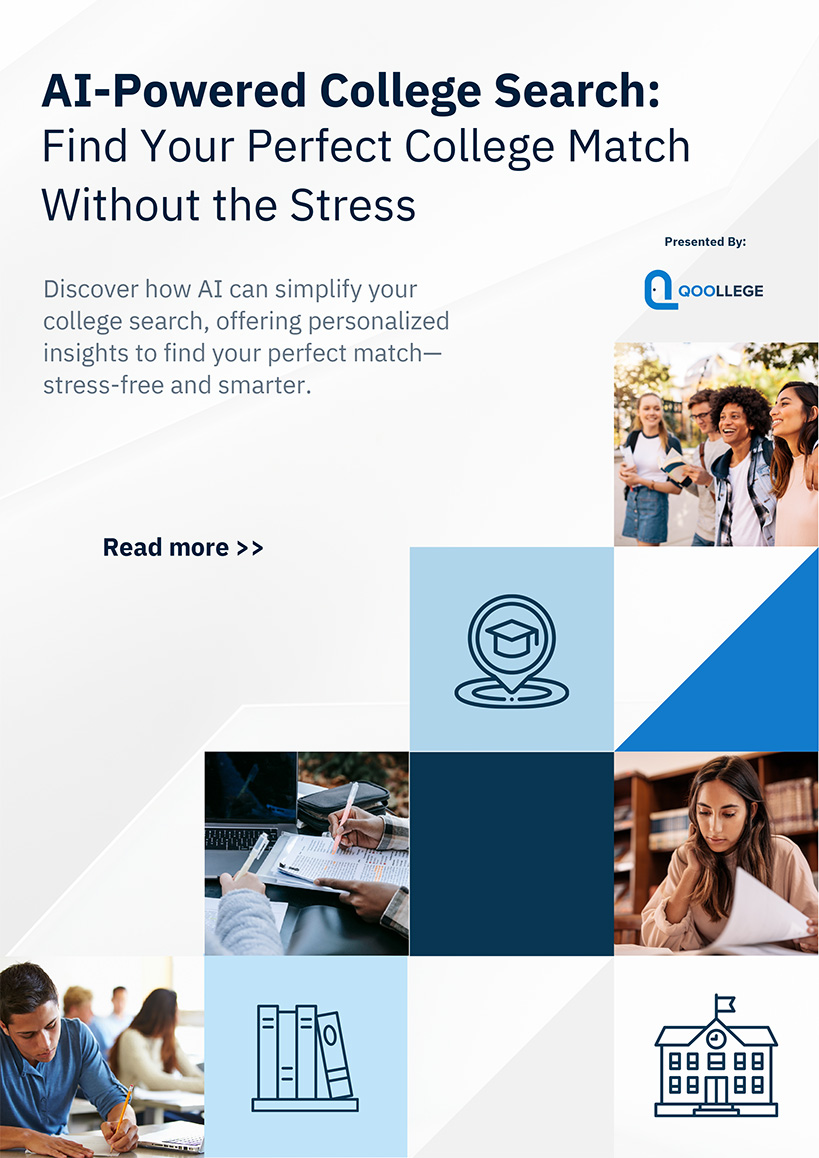 AI-Powered College Search:
Find Your Perfect College Match
Without the Stress
Presented By:
QOOLLEGE
Discover how AI can simplify your
college search, offering personalized
insights to find your perfect match—
stress-free and smarter.
Read more >>